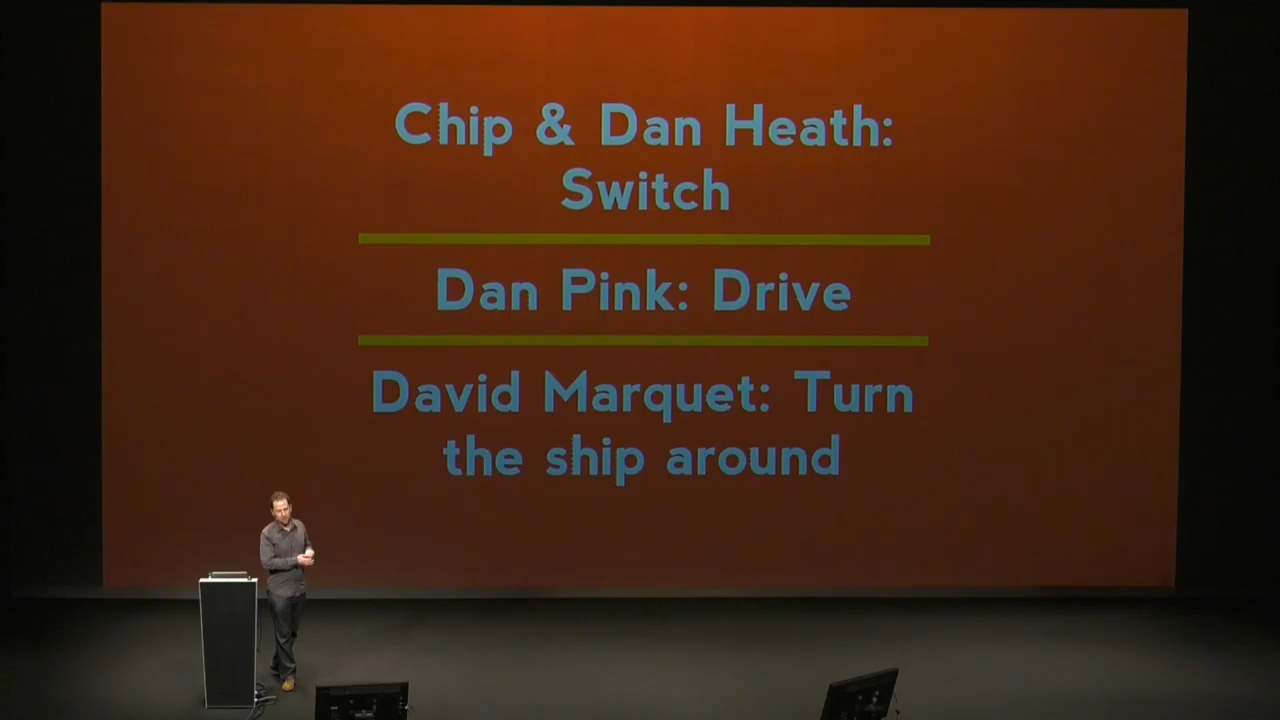 Chip & Dan Heath:
Switch
Dan Pink: Drive
David Marquet: Turn
the ship around